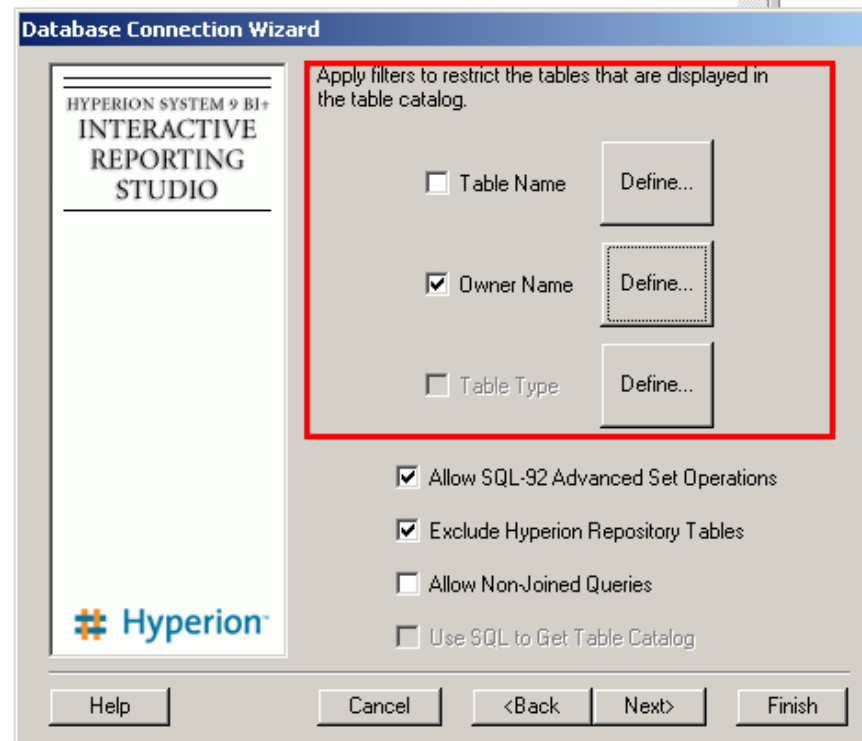 Database Connection Wizard
HYPERION SYSTEM 9 BI+
INTERACTIVE
REPORTING
STUDIO
Apply filters to restrict the tables that are displayed in
the table catalog.
Table Name
Define...
Owner Name
Define...
Table Type
Define...
Allow SQL-92 Advanced Set Operations
Exclude Hyperion Repository Tables
Allow Non-Joined Queries
Use SQL to Get Table Catalog
Hyperion™
Help
Cancel
<Back
Next>
Finish